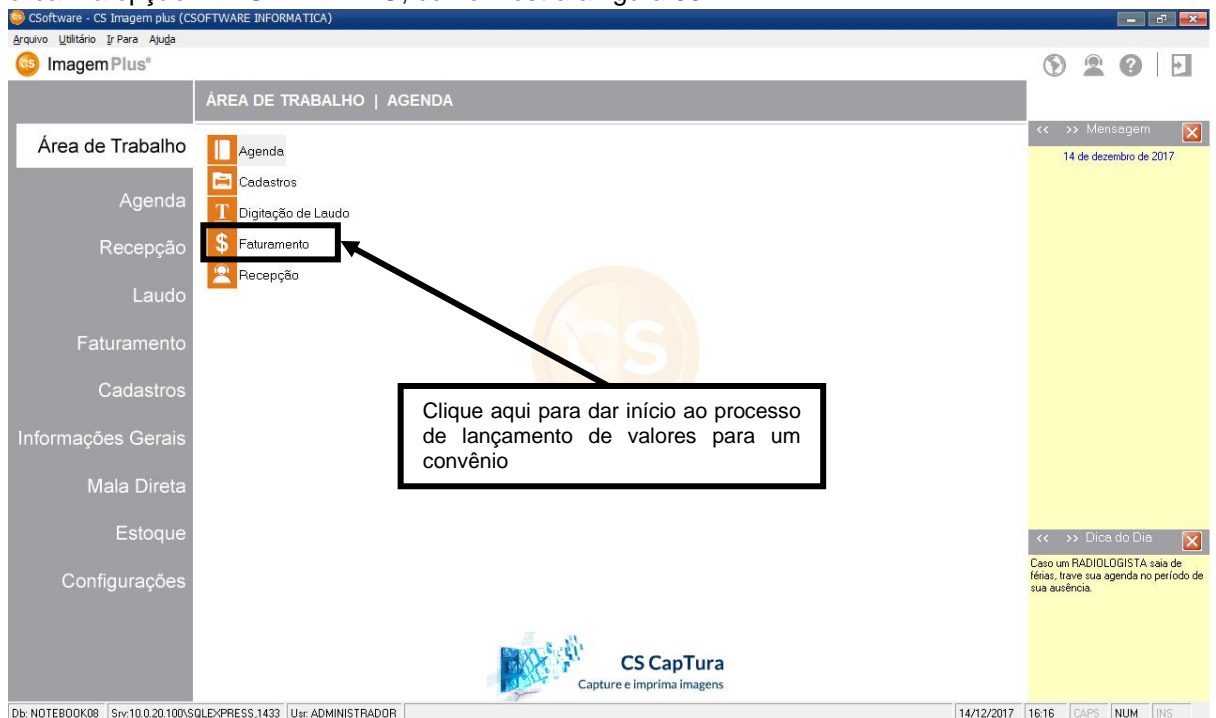 CSoftware - CS Imagem plus (CSOFTWARE INFORMATICA)
Arquivo Utilitário Ir Para Ajuda
CS ImagemPlus®
ÁREA DE TRABALHO | AGENDA
<< >> Mensagem
14 de dezembro de 2017
Área de Trabalho
Agenda
Recepção
Laudo
Faturamento
Cadastros
Informações Gerais
Mala Direta
Estoque
Configurações
Agenda
Cadastros
T Digitação de Laudo
$ Faturamento
Recepção
CS
Clique aqui para dar início ao processo
de lançamento de valores para um
convênio
<< >> Dica do Dia
Caso um RADIOLOGISTA saia de
férias, trave sua agenda no período de
sua ausência.
CS CapTura
Capture e imprima imagens
Db: NOTEBOOK08 Srv:10.0.20.100\SQLEXPRESS,1433 Usr: ADMINISTRADOR 14/12/2017 16:16 CAPS NUM INS